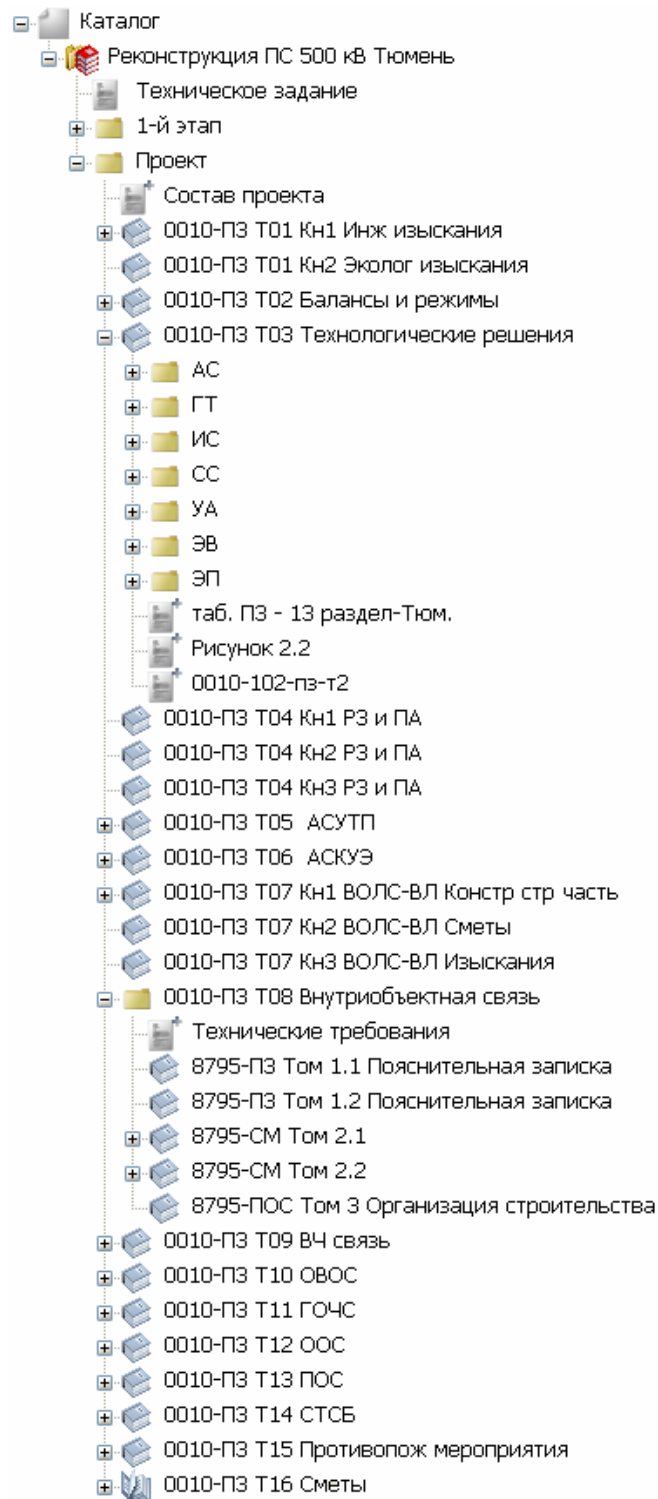 Каталог
Реконструкция ПС 500 кВ Тюмень
Техническое задание
1-й этап
Проект
Состав проекта
0010-ПЗ Т01 Кн1 Инж изыскания
0010-ПЗ Т01 Кн2 Эколог изыскания
0010-ПЗ Т02 Балансы и режимы
0010-ПЗ Т03 Технологические решения
АС
ГТ
ИС
СС
УА
ЭВ
ЭП
таб. ПЗ - 13 раздел-Тюм.
Рисунок 2.2
0010-102-пз-т2
0010-ПЗ Т04 Кн1 РЗ и ПА
0010-ПЗ Т04 Кн2 РЗ и ПА
0010-ПЗ Т04 Кн3 РЗ и ПА
0010-ПЗ Т05 АСУТП
0010-ПЗ Т06 АСКУЭ
0010-ПЗ Т07 Кн1 ВОЛС-ВЛ Констр стр часть
0010-ПЗ Т07 Кн2 ВОЛС-ВЛ Сметы
0010-ПЗ Т07 Кн3 ВОЛС-ВЛ Изыскания
0010-ПЗ Т08 Внутриобъектная связь
Технические требования
8795-ПЗ Том 1.1 Пояснительная записка
8795-ПЗ Том 1.2 Пояснительная записка
8795-СМ Том 2.1
8795-СМ Том 2.2
8795-ПОС Том 3 Организация строительства
0010-ПЗ Т09 ВЧ связь
0010-ПЗ Т10 ОВОС
0010-ПЗ Т11 ГОЧС
0010-ПЗ Т12 ООС
0010-ПЗ Т13 ПОС
0010-ПЗ Т14 СТСБ
0010-ПЗ Т15 Противопож мероприятия
0010-ПЗ Т16 Сметы